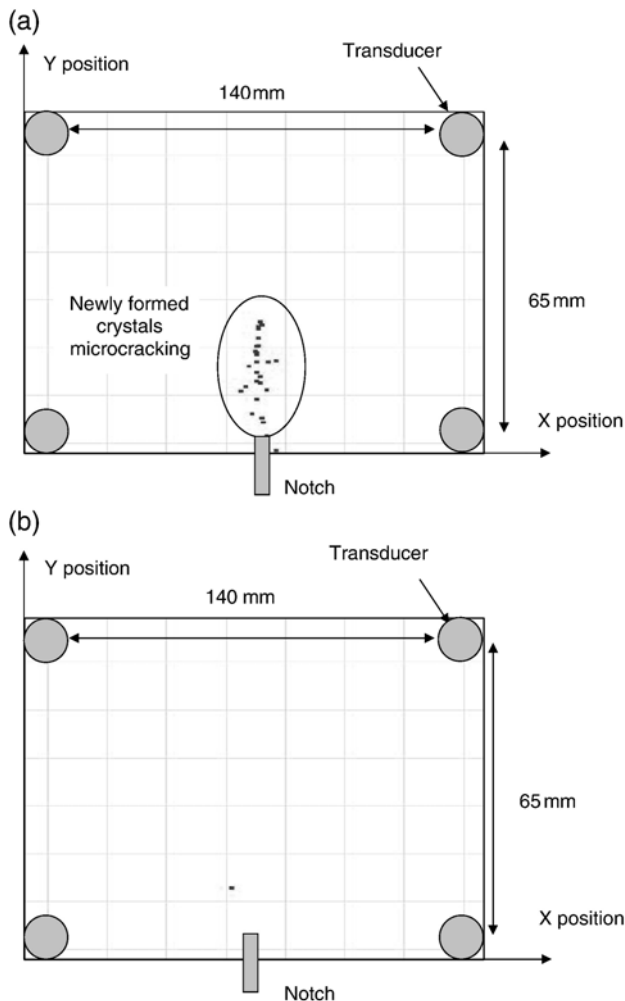 (a)
Y position
Transducer
140 mm
Newly formed
crystals
microcracking
65 mm
X position
Notch
(b)
Y position
Transducer
140 mm
65 mm
X position
Notch